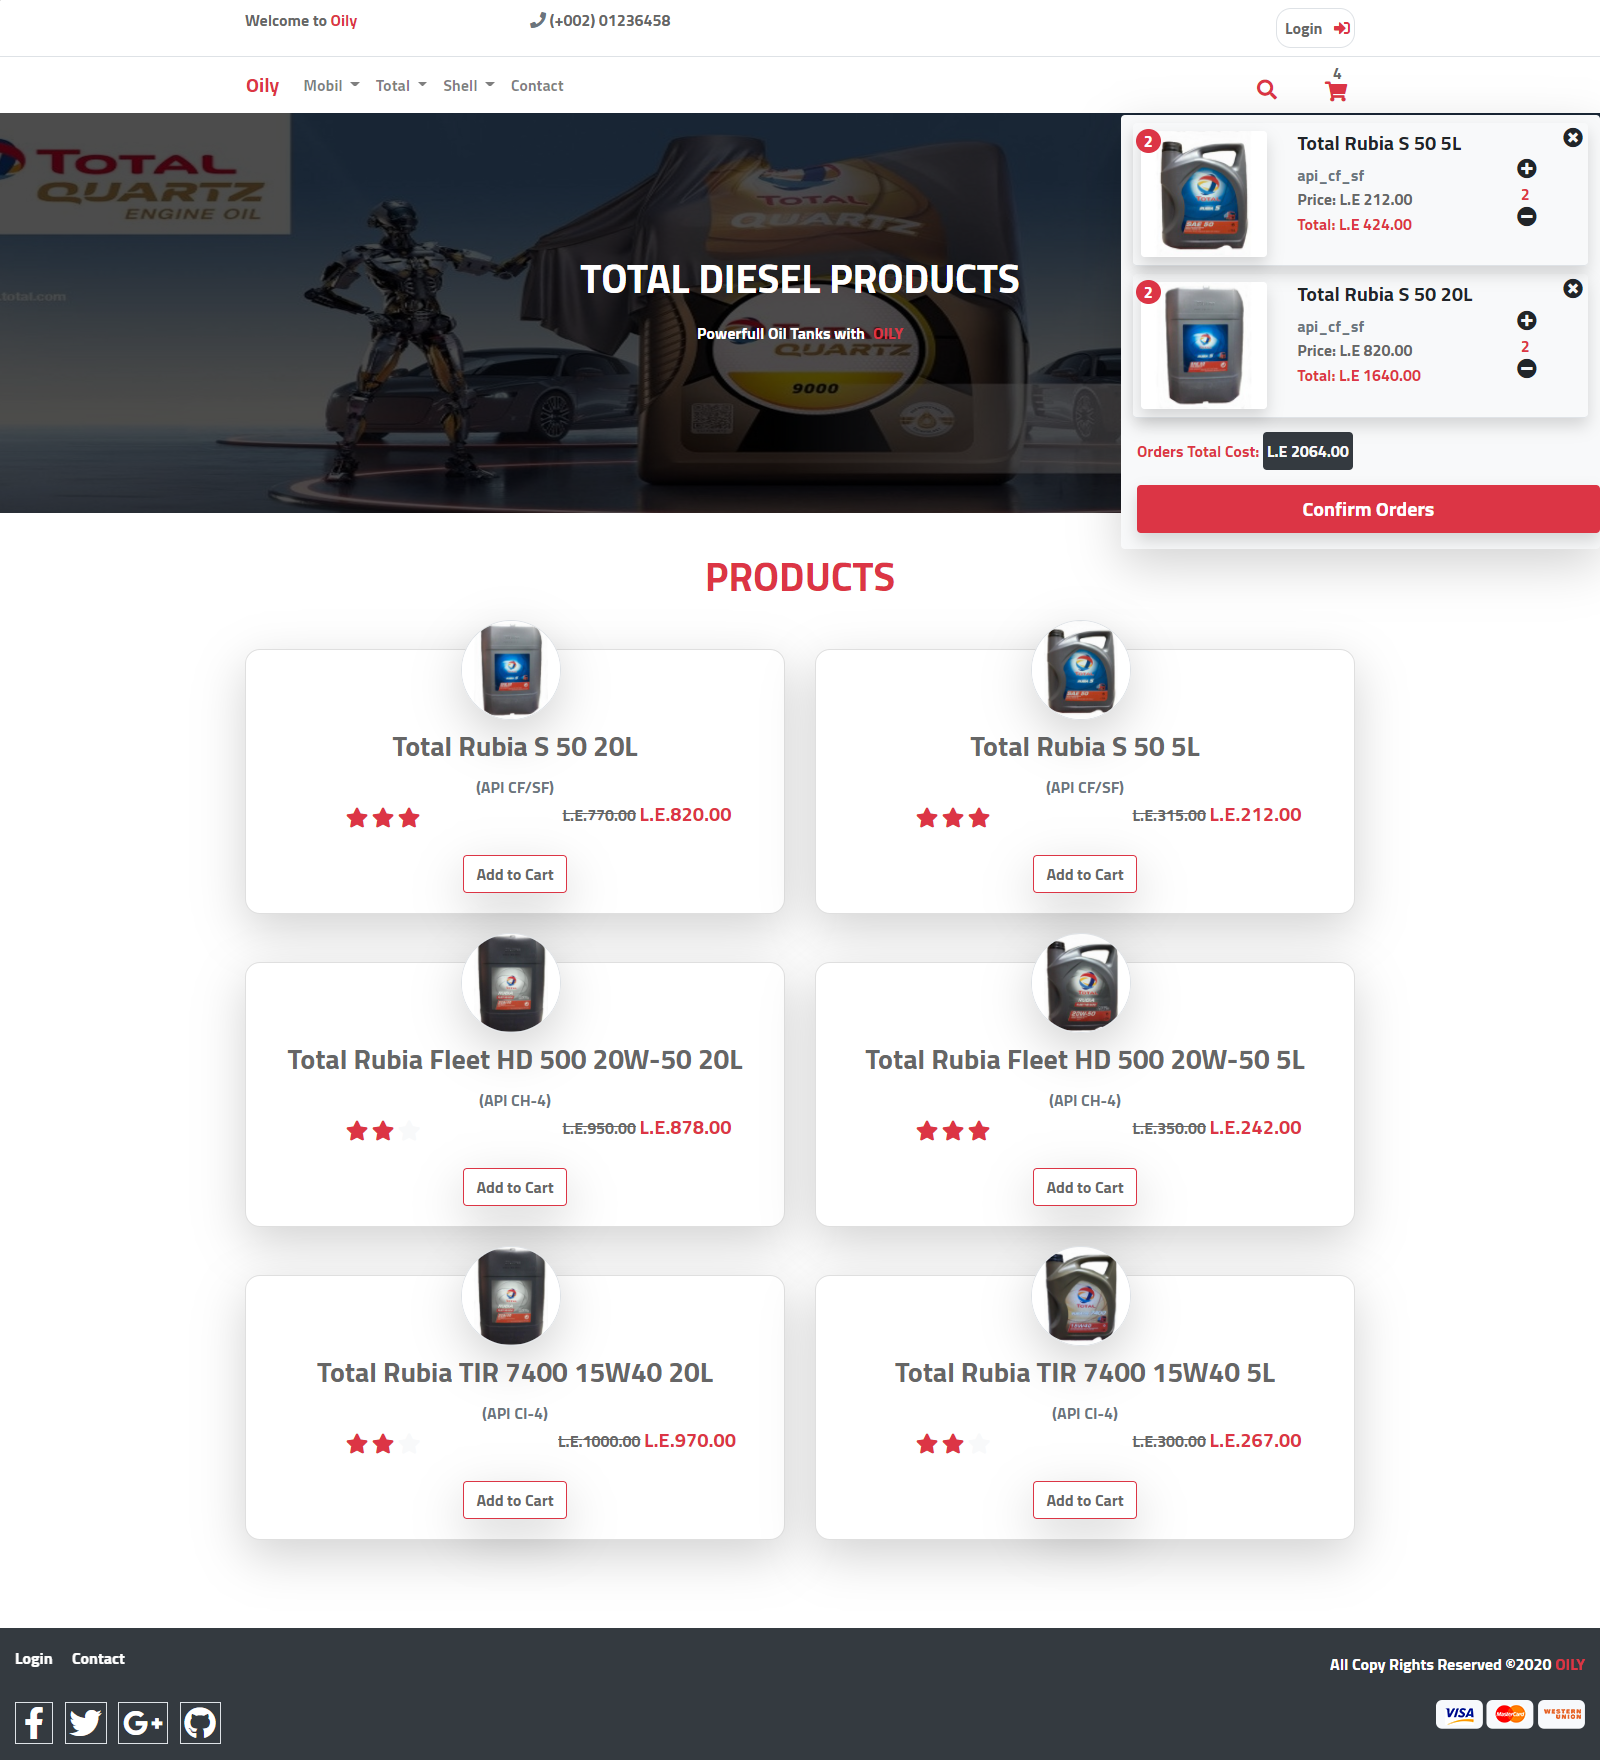 Welcome to Oily
(+002) 01236458
Login
Oily
Mobil
Total
Shell
Contact
4
TOTAL
QUARTZ
ENGINE OIL
total.com
TOTAL
QUARTZ
TOTAL DIESEL PRODUCTS
Powerfull Oil Tanks with OILY
QUARTZ
9000
2
Total Rubia S 50 5L
api_cf_sf
Price: L.E 212.00
Total: L.E 424.00
2
2
Total Rubia S 50 20L
api_cf_sf
Price: L.E 820.00
Total: L.E 1640.00
2
Orders Total Cost: L.E 2064.00
Confirm Orders
PRODUCTS
Total Rubia S 50 20L
(API CF/SF)
L.E.770.00 L.E.820.00
Add to Cart
Total Rubia S 50 5L
(API CF/SF)
L.E.315.00 L.E.212.00
Add to Cart
Total Rubia Fleet HD 500 20W-50 20L
(API CH-4)
L.E.950.00 L.E.878.00
Add to Cart
Total Rubia Fleet HD 500 20W-50 5L
(API CH-4)
L.E.350.00 L.E.242.00
Add to Cart
Total Rubia TIR 7400 15W40 20L
(API CI-4)
L.E.1000.00 L.E.970.00
Add to Cart
Total Rubia TIR 7400 15W40 5L
(API CI-4)
L.E.300.00 L.E.267.00
Add to Cart
Login Contact
All Copy Rights Reserved ©2020 OILY
VISA
MasterCard
WESTERN
UNION